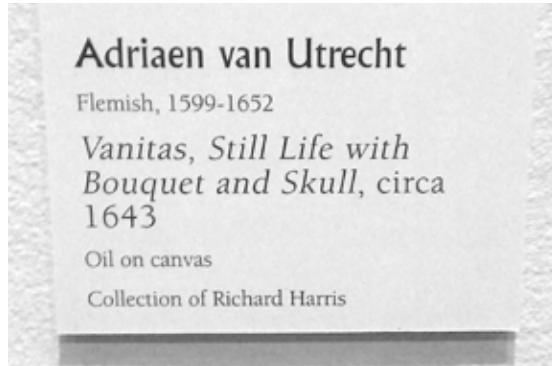 Adriaen van Utrecht
Flemish, 1599-1652
Vanitas, Still Life with
Bouquet and Skull, circa
1643
Oil on canvas
Collection of Richard Harris